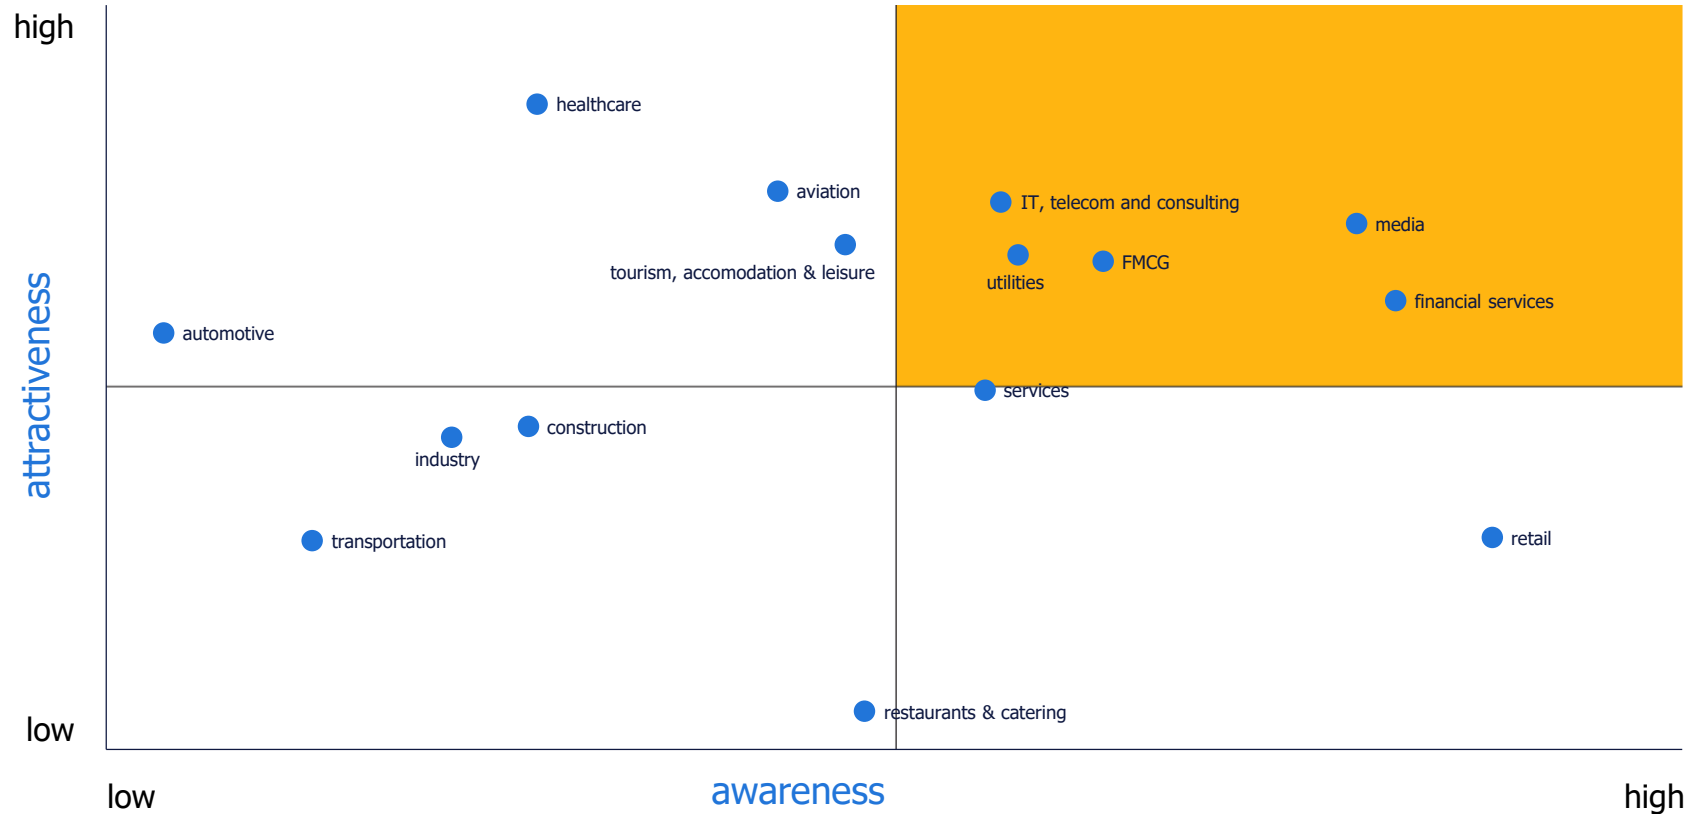 high
healthcare
aviation
IT, telecom and consulting
media
tourism, accomodation & leisure
FMCG
utilities
financial services
automotive
attractiveness
services
construction
industry
retail
transportation
restaurants & catering
low
low
awareness
high